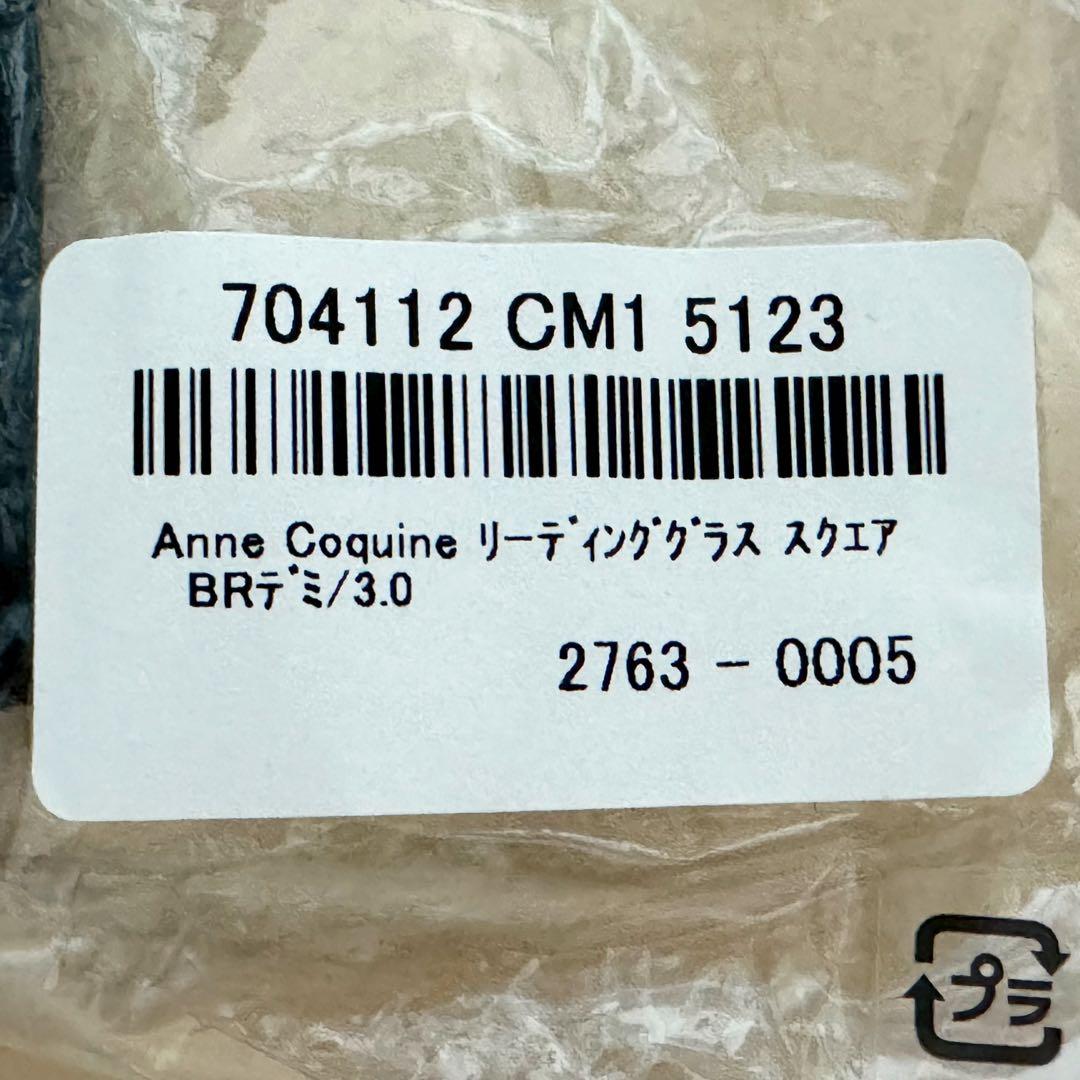 704112 CM1 5123
Anne Coquine ﾘｰﾃﾞｨﾝｸﾞｸﾞﾗｽ ｽｸｴｱ
BRﾃﾞﾐ/3.0
2763 - 0005
プラ